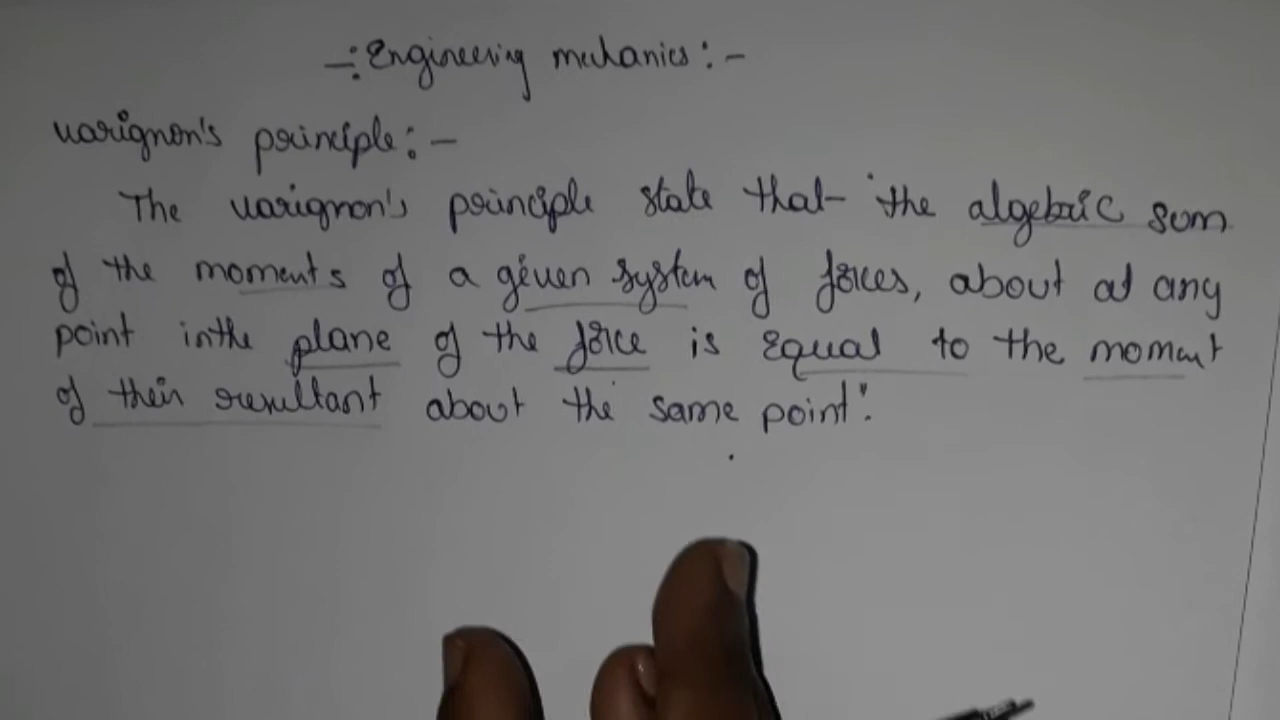 -:Engineering mechanics:-
varignon's principle:-
The varignon's principle state that "the algebraic sum
of the moments of a given system of forces, about at any
point in the plane of the force is equal to the moment
of their resultant about the same point".